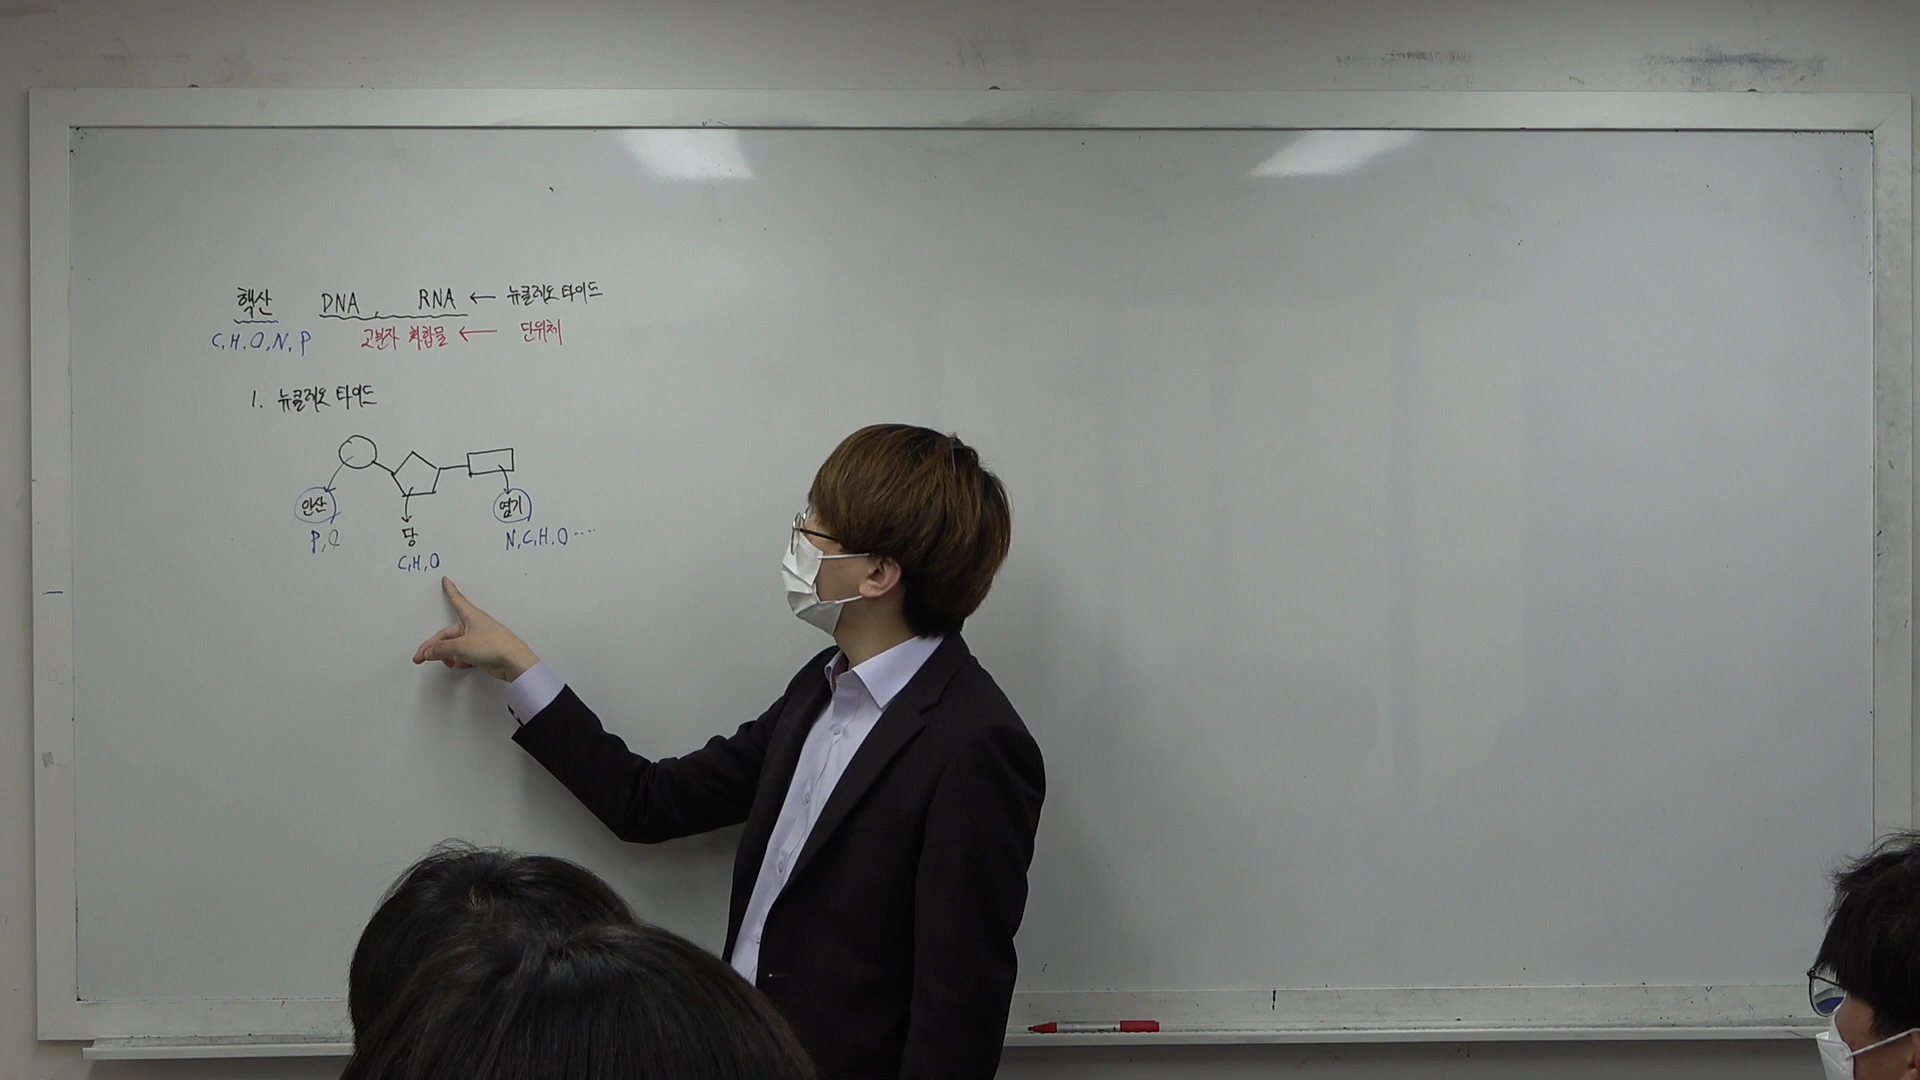 핵산 DNA, RNA ← 뉴클레오타이드
C, H, O, N, P 고분자 화합물 ← 단위체
1. 뉴클레오 타이드
인산 당 염기
P, O C, H, O N, C, H, O ····